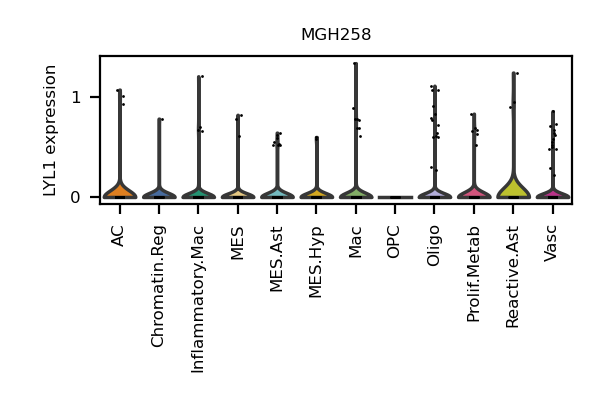 MGH258
LYL1 expression
1
0
AC
Chromatin.Reg
Inflammatory.Mac
MES
MES.Ast
MES.Hyp
Mac
OPC
Oligo
Prolif.Metab
Reactive.Ast
Vasc